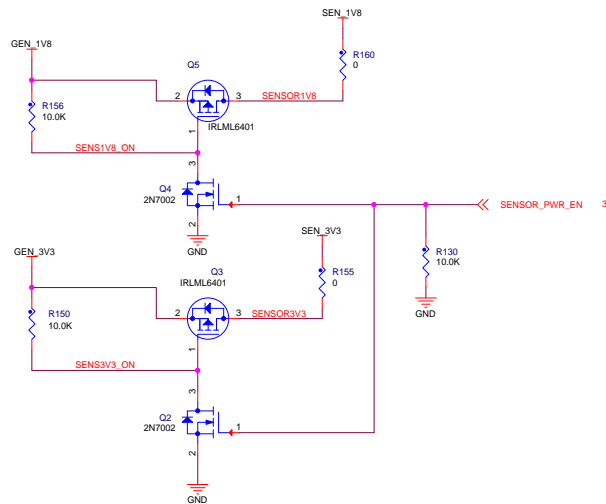 SEN_1V8
GEN_1V8
R160
0
Q5
2
3
SENSOR1V8
R156
10.0K
IRLML6401
1
SENS1V8_ON
3
Q4
2N7002
1
SENSOR_PWR_EN
3
2
GND
SEN_3V3
GEN_3V3
R130
10.0K
Q3
IRLML6401
R155
0
GND
R150
10.0K
2
3
SENSOR3V3
1
SENS3V3_ON
3
Q2
2N7002
1
2
GND